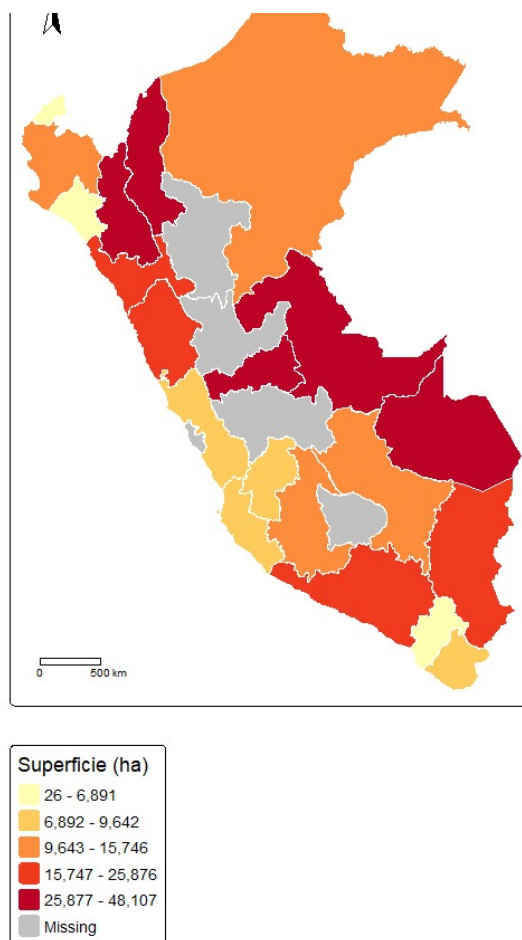 0
500 km
Superficie (ha)
26 - 6,891
6,892 - 9,642
9,643 - 15,746
15,747 - 25,876
25,877 - 48,107
Missing